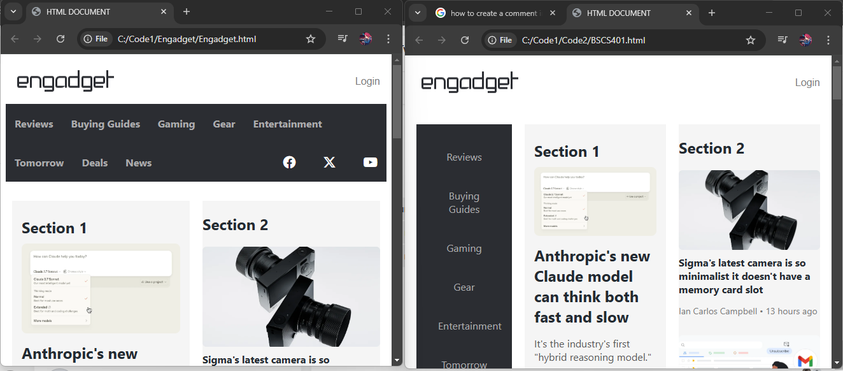 HTML DOCUMENT
File C:/Code1/Engadget/Engadget.html
engadget
Login
Reviews Buying Guides Gaming Gear Entertainment
Tomorrow Deals News
Section 1
How can Claude help you today?
Anthropic's new
Section 2
Sigma's latest camera is so
how to create a comment
HTML DOCUMENT
File C:/Code1/Code2/BSCS401.html
engadget
Login
Reviews
Buying
Guides
Gaming
Gear
Entertainment
Tomorrow
Section 1
Anthropic's new
Claude model
can think both
fast and slow
It's the industry's first
"hybrid reasoning model."
Section 2
Sigma's latest camera is so
minimalist it doesn't have a
memory card slot
Ian Carlos Campbell • 13 hours ago